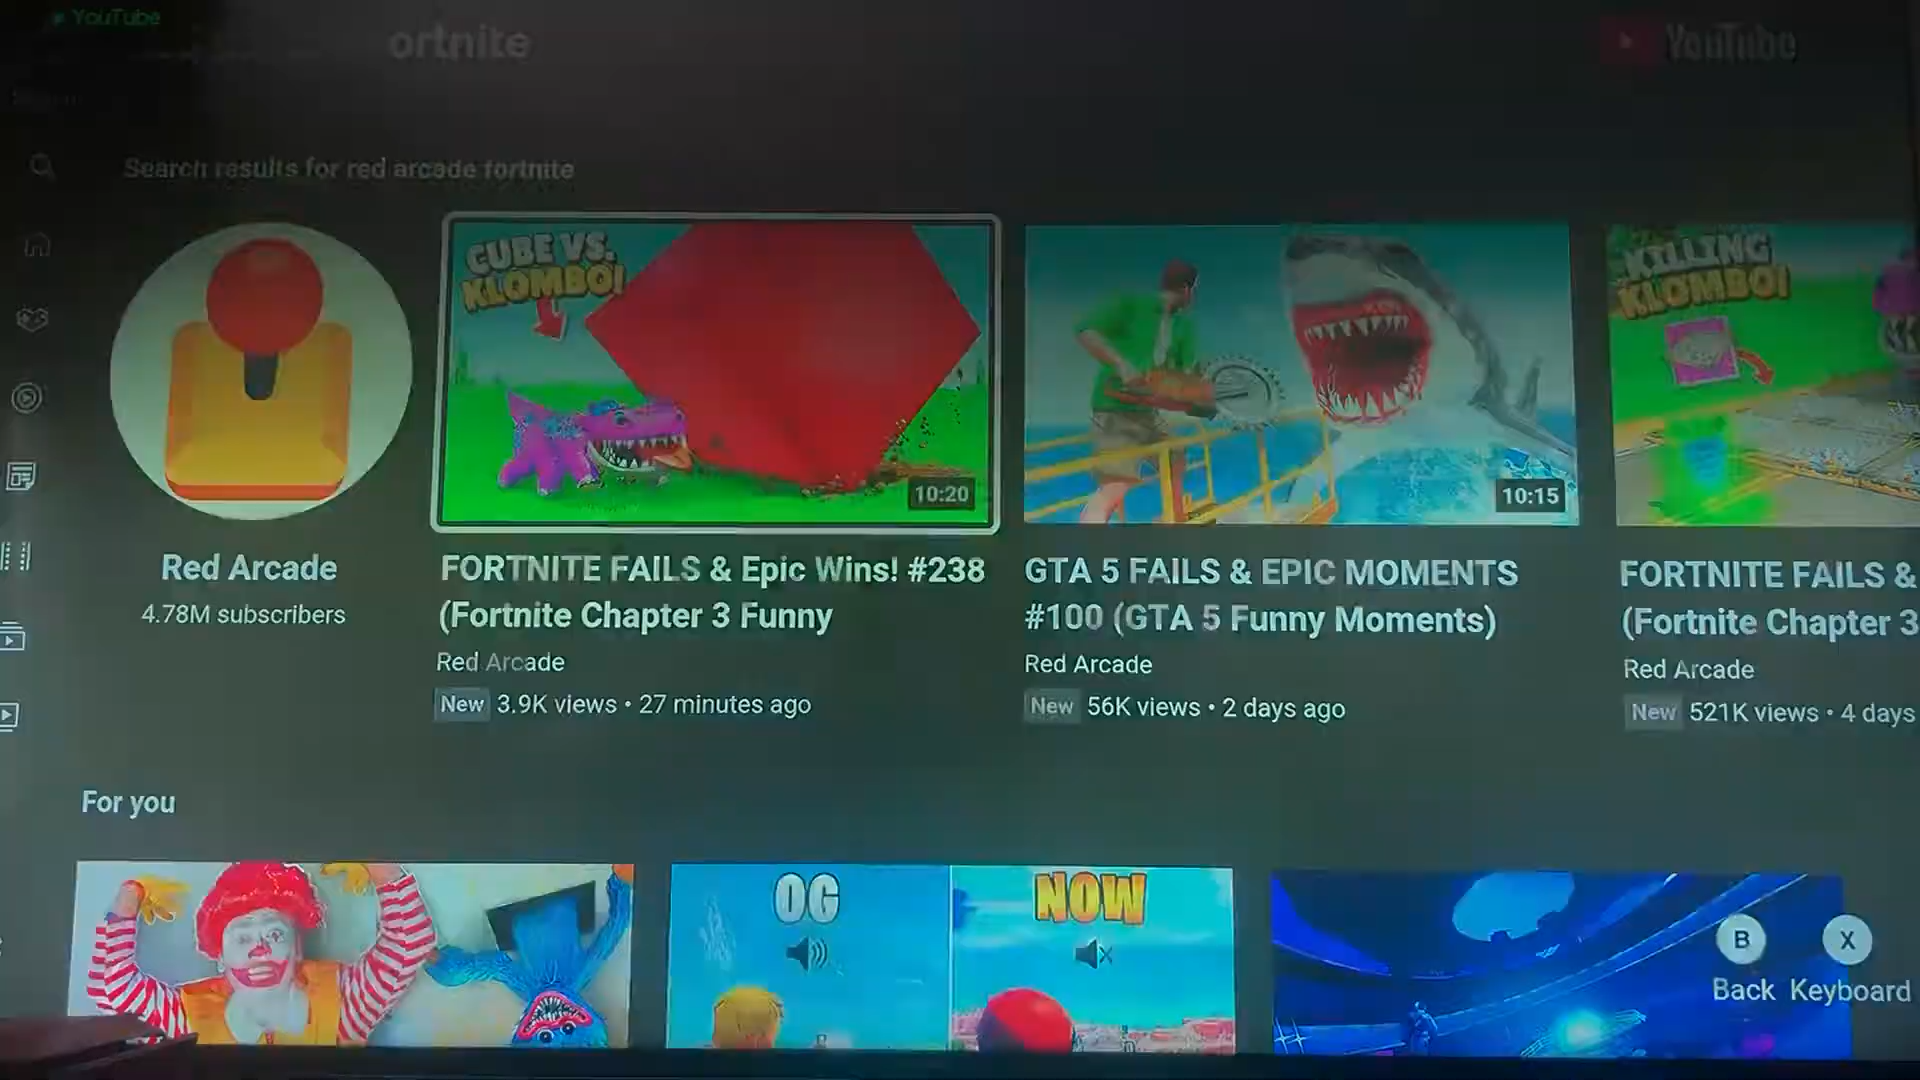 YouTube
ortnite
YouTube
Search results for red arcade fortnite
CUBE VS.
KLOMBO!
10:20
10:15
KILLING
KLOMBO!
Red Arcade
4.78M subscribers
FORTNITE FAILS & Epic Wins! #238
(Fortnite Chapter 3 Funny
Red Arcade
New 3.9K views • 27 minutes ago
GTA 5 FAILS & EPIC MOMENTS
#100 (GTA 5 Funny Moments)
Red Arcade
New 56K views • 2 days ago
FORTNITE FAILS &
(Fortnite Chapter 3
Red Arcade
New 521K views • 4 days
For you
OG
NOW
B
X
Back
Keyboard